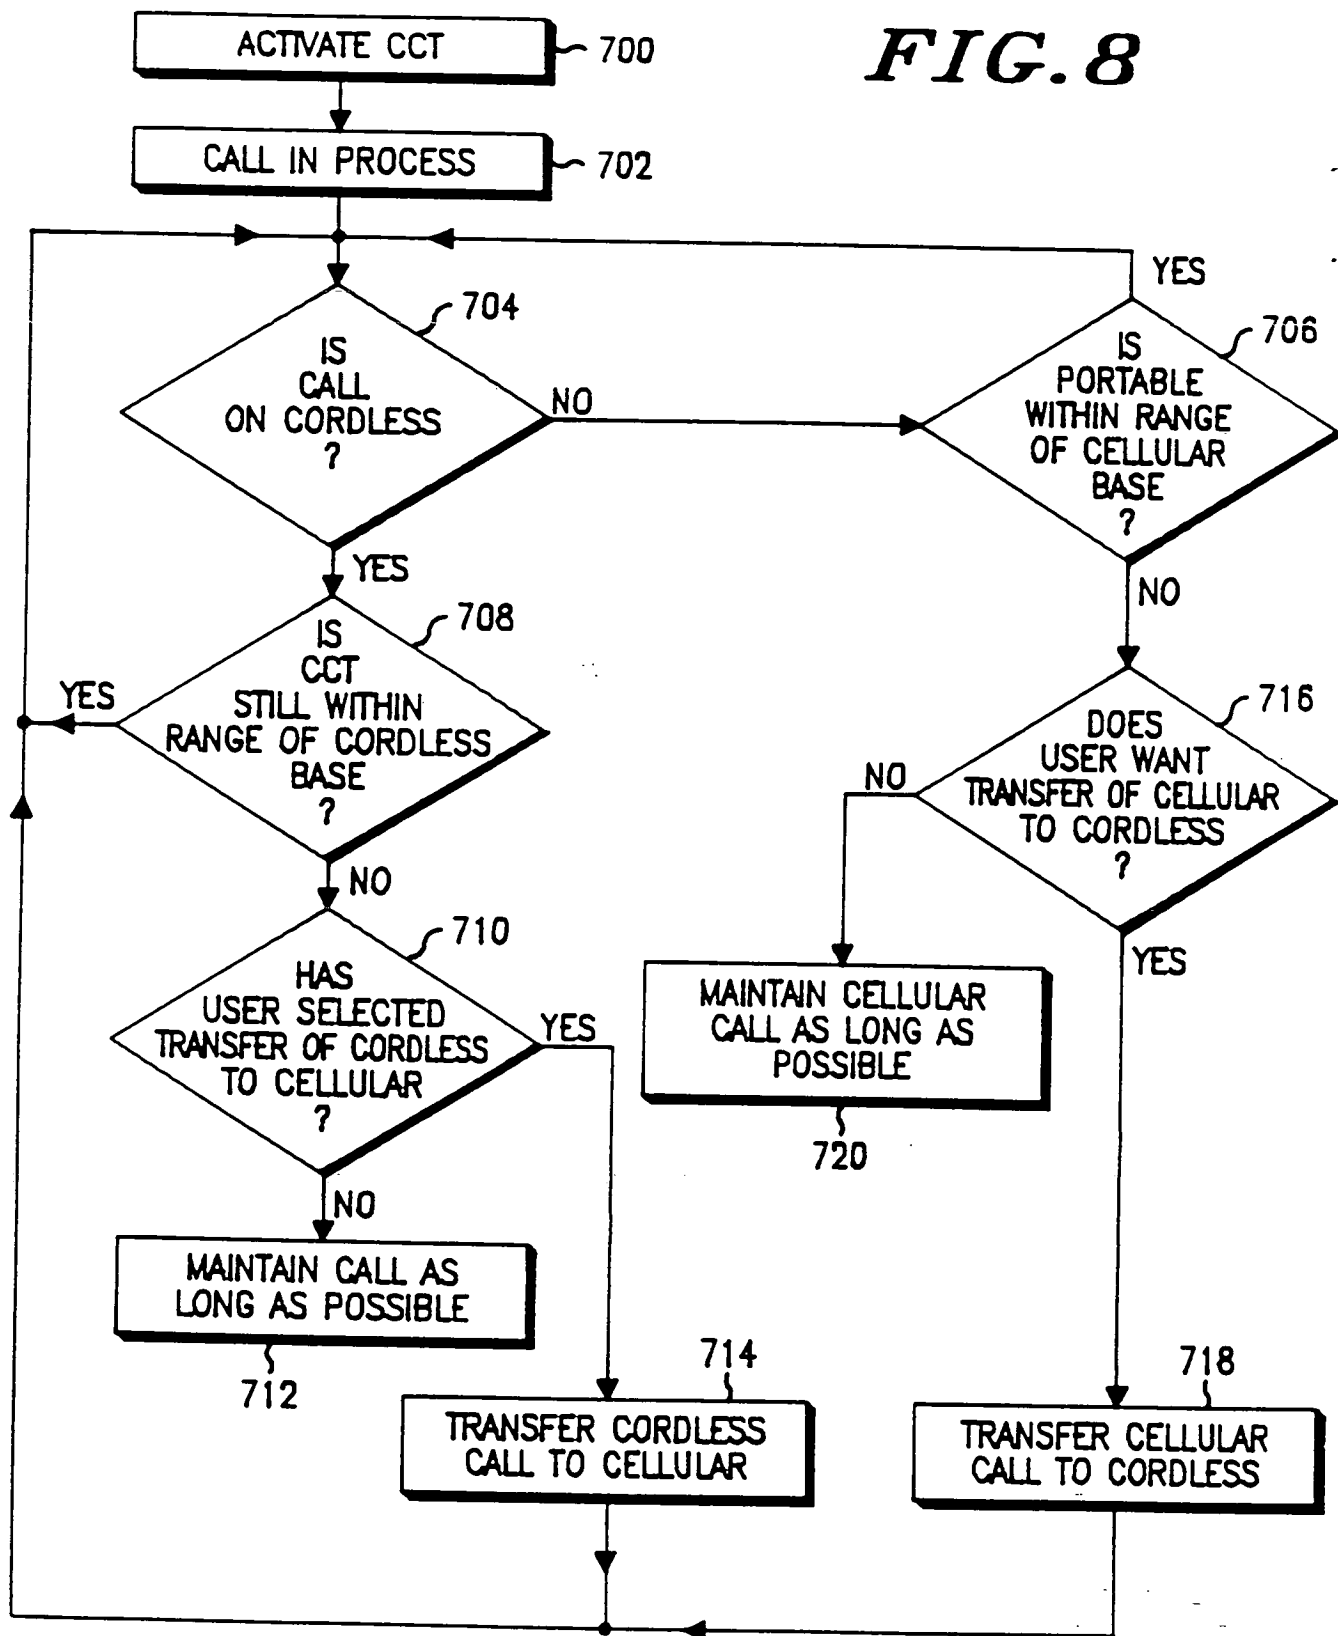 FIG.8
ACTIVATE CCT
700
CALL IN PROCESS
702
YES
704
IS
CALL
ON CORDLESS
?
NO
706
IS
PORTABLE
WITHIN RANGE
OF CELLULAR
BASE
?
YES
NO
708
IS
CCT
STILL WITHIN
RANGE OF CORDLESS
BASE
?
YES
NO
716
DOES
USER WANT
TRANSFER OF CELLULAR
TO CORDLESS
?
NO
YES
710
HAS
USER SELECTED
TRANSFER OF CORDLESS
TO CELLULAR
?
YES
NO
MAINTAIN CELLULAR
CALL AS LONG AS
POSSIBLE
720
MAINTAIN CALL AS
LONG AS POSSIBLE
712
714
TRANSFER CORDLESS
CALL TO CELLULAR
718
TRANSFER CELLULAR
CALL TO CORDLESS